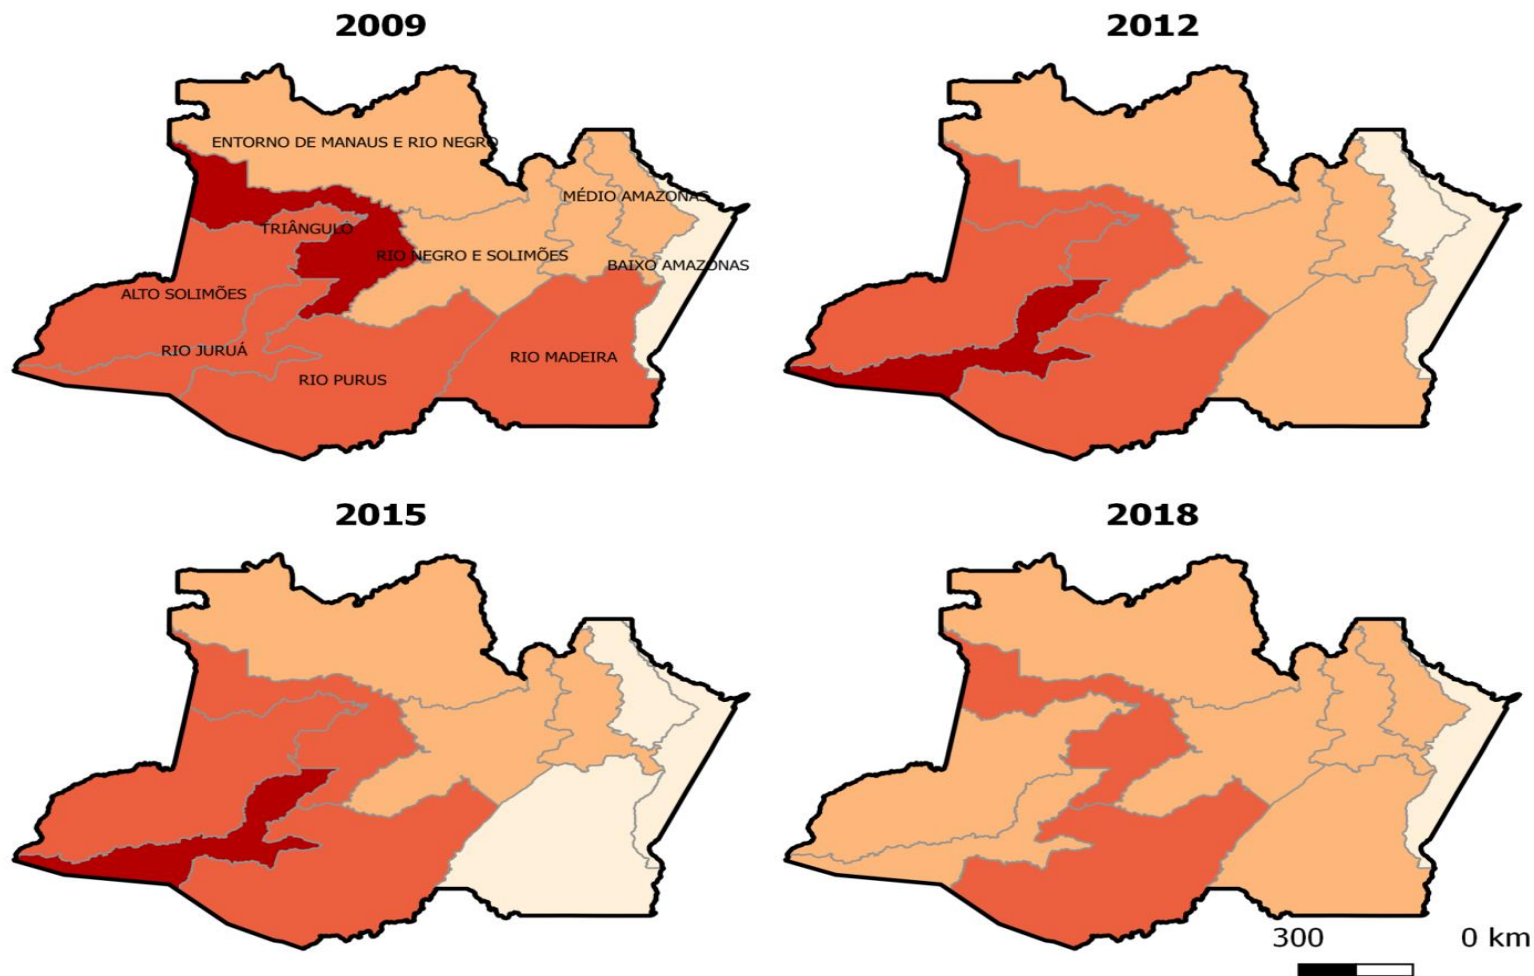 2009
2012
ENTORNO DE MANAUS E RIO NEGRO
MÉDIO AMAZONAS
TRIÂNGULO
RIO NEGRO E SOLIMÕES
BAIXO AMAZONAS
ALTO SOLIMÕES
RIO JURUÁ
RIO MADEIRA
RIO PURUS
2015
2018
300 0 km